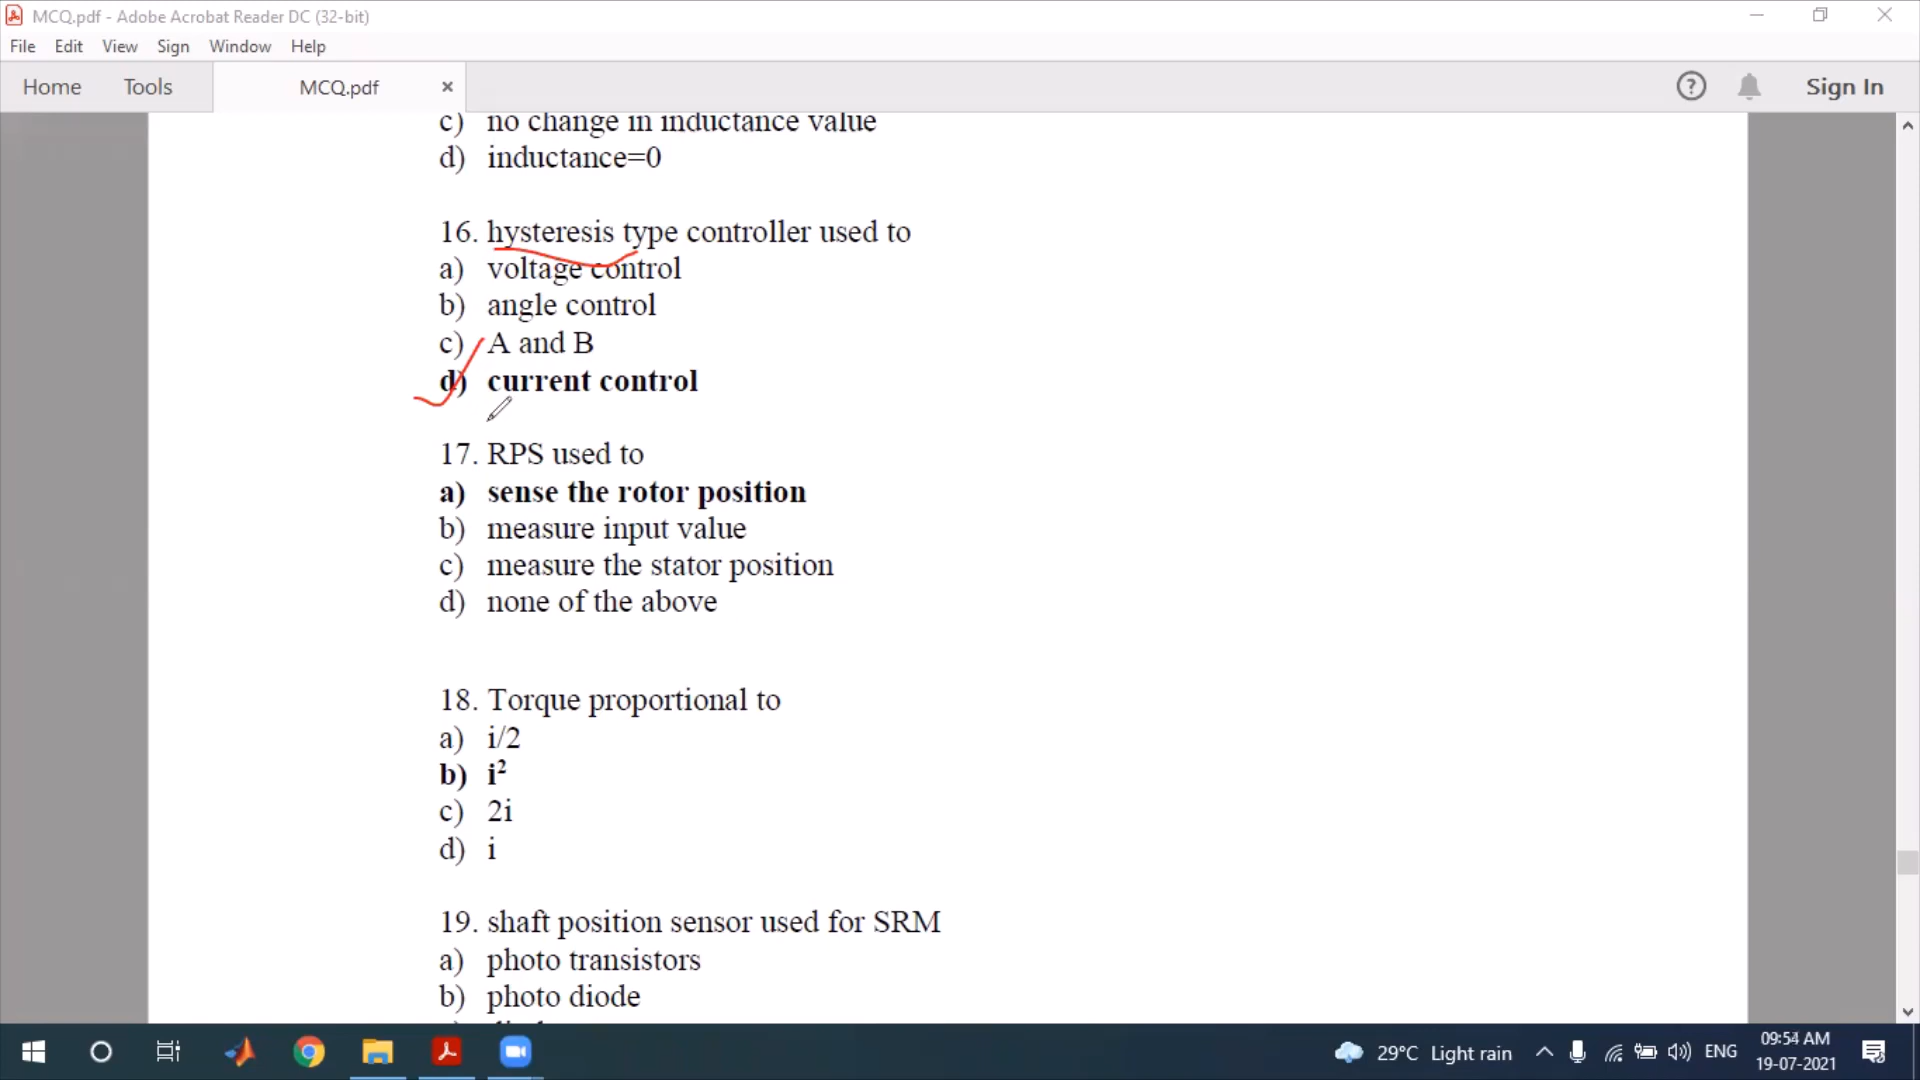 MCQ.pdf - Adobe Acrobat Reader DC (32-bit)
File Edit View Sign Window Help
Home Tools MCQ.pdf × ? Sign In
c) no change in inductance value
d) inductance=0
16. hysteresis type controller used to
a) voltage control
b) angle control
c) A and B
d) current control
17. RPS used to
a) sense the rotor position
b) measure input value
c) measure the stator position
d) none of the above
18. Torque proportional to
a) i/2
b) i²
c) 2i
d) i
19. shaft position sensor used for SRM
a) photo transistors
b) photo diode
29°C Light rain ENG
09:54 AM
19-07-2021